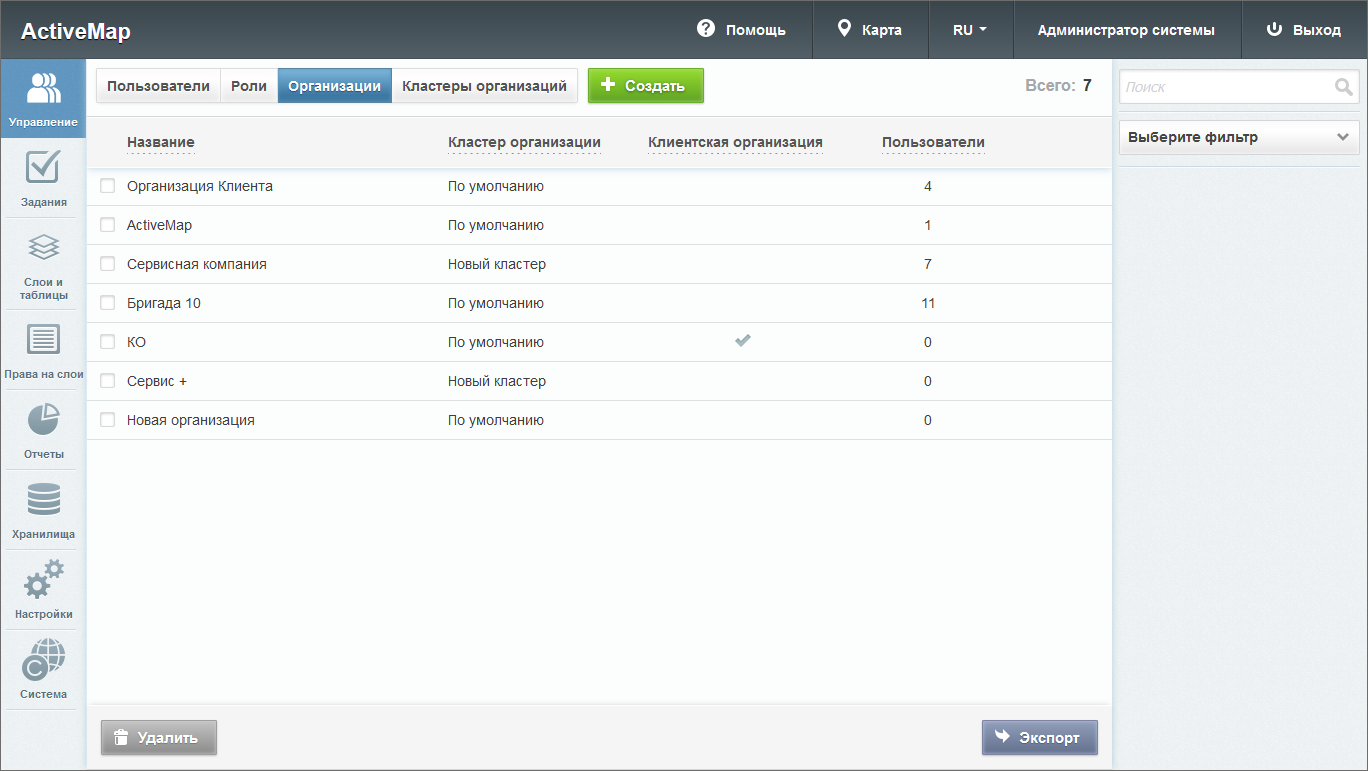 ActiveMap
Помощь
Карта
RU
Администратор системы
Выход
Управление
Задания
Слои и
таблицы
Права на слои
Отчеты
Хранилища
Настройки
Система
Пользователи Роли Организации Кластеры организаций
Создать
Всего: 7
Название Кластер организации Клиентская организация Пользователи
Организация Клиента По умолчанию 4
ActiveMap По умолчанию 1
Сервисная компания Новый кластер 7
Бригада 10 По умолчанию 11
КО По умолчанию 0
Сервис + Новый кластер 0
Новая организация По умолчанию 0
Удалить
Экспорт
Поиск
Выберите фильтр